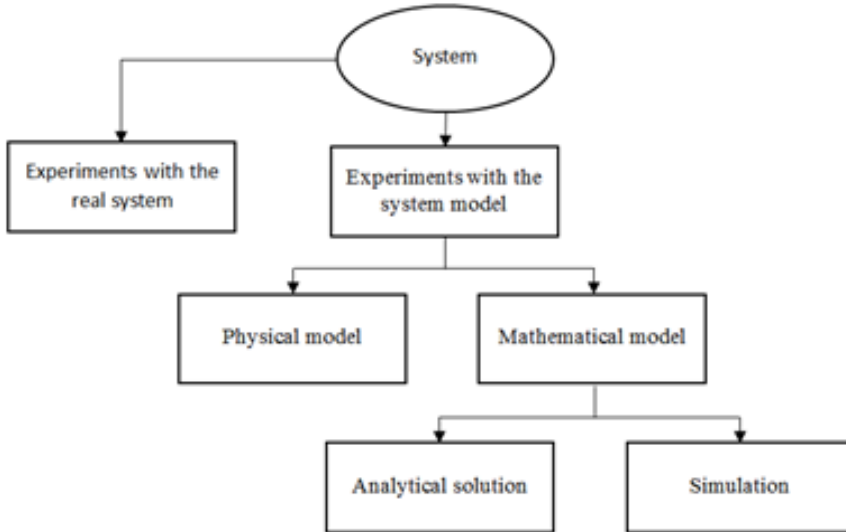 System
Experiments with the
real system
Experiments with the
system model
Physical model
Mathematical model
Analytical solution
Simulation